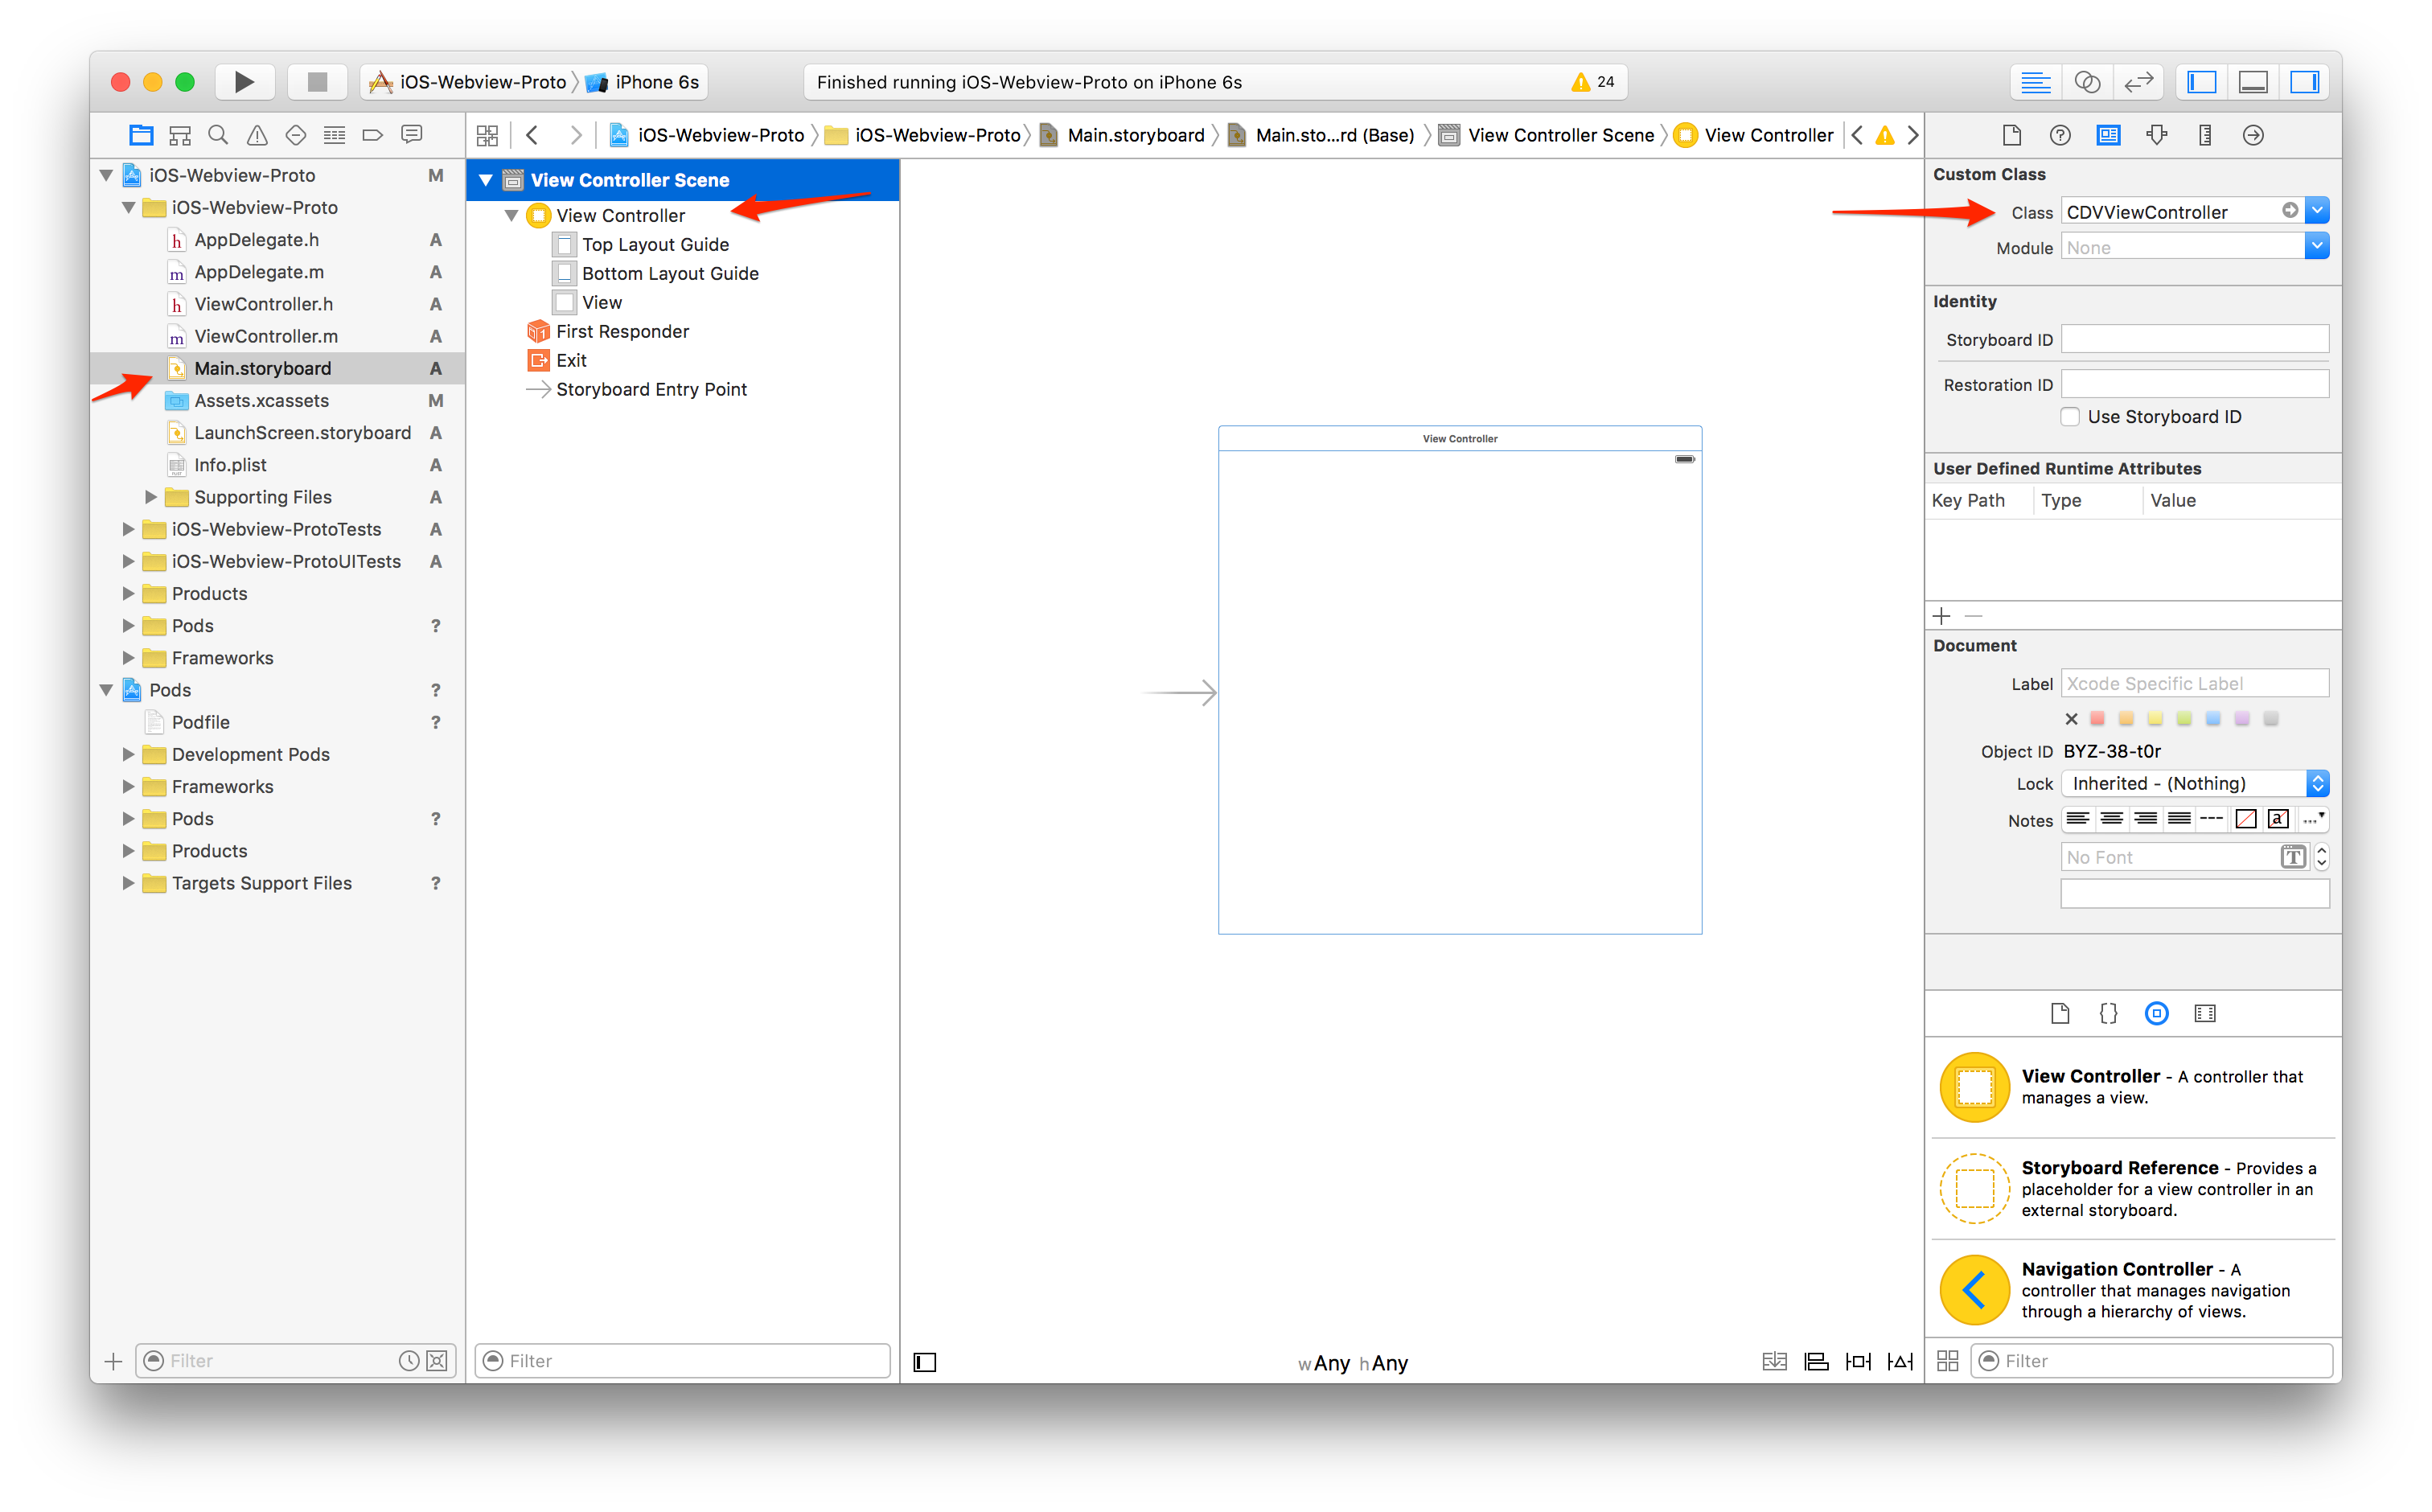 iOS-Webview-Proto iPhone 6s
Finished running iOS-Webview-Proto on iPhone 6s
24
iOS-Webview-Proto iOS-Webview-Proto Main.storyboard Main.sto...rd (Base) View Controller Scene View Controller
iOS-Webview-Proto M
iOS-Webview-Proto
h AppDelegate.h A
m AppDelegate.m A
h ViewController.h A
m ViewController.m A
Main.storyboard A
Assets.xcassets M
LaunchScreen.storyboard A
Info.plist A
Supporting Files A
iOS-Webview-ProtoTests A
iOS-Webview-ProtoUITests A
Products
Pods ?
Frameworks
Pods ?
Podfile ?
Development Pods
Frameworks
Pods ?
Products
Targets Support Files ?
Filter
View Controller Scene
View Controller
Top Layout Guide
Bottom Layout Guide
View
First Responder
Exit
Storyboard Entry Point
Filter
View Controller
w Any h Any
Custom Class
Class CDVViewController
Module None
Identity
Storyboard ID
Restoration ID
Use Storyboard ID
User Defined Runtime Attributes
Key Path Type Value
Document
Label Xcode Specific Label
Object ID BYZ-38-t0r
Lock Inherited - (Nothing)
Notes
No Font
View Controller - A controller that
manages a view.
Storyboard Reference - Provides a
placeholder for a view controller in an
external storyboard.
Navigation Controller - A
controller that manages navigation
through a hierarchy of views.
Filter